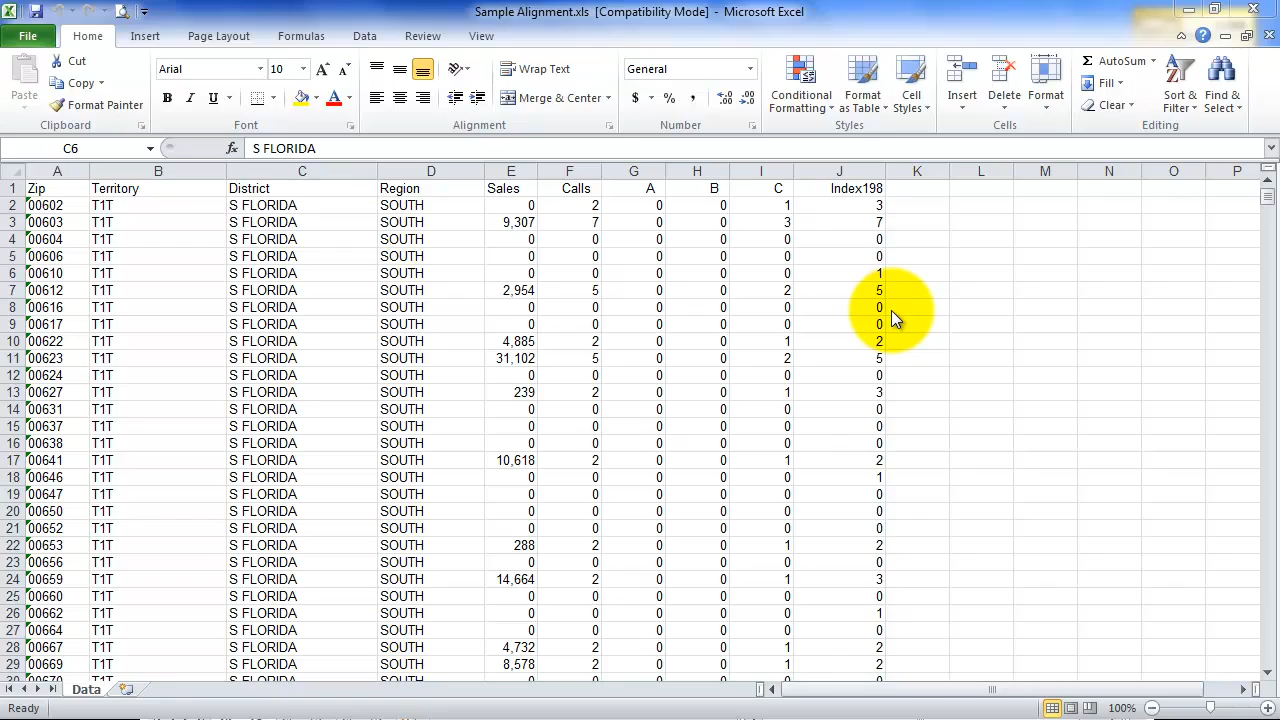 Sample Alignment.xls [Compatibility Mode] - Microsoft Excel
File Home Insert Page Layout Formulas Data Review View
Paste
Cut
Copy
Format Painter
Clipboard
Arial 10
B I U
Font
Wrap Text
Merge & Center
Alignment
General
$ % ,
Number
Conditional Formatting
Format as Table
Cell Styles
Styles
Insert Delete Format
Cells
AutoSum
Fill
Clear
Sort & Filter
Find & Select
Editing
C6 fx S FLORIDA
A B C D E F G H I J K L M N O P
1 Zip Territory District Region Sales Calls A B C Index198
2 00602 T1T S FLORIDA SOUTH 0 2 0 0 1 3
3 00603 T1T S FLORIDA SOUTH 9,307 7 0 0 3 7
4 00604 T1T S FLORIDA SOUTH 0 0 0 0 0 0
5 00606 T1T S FLORIDA SOUTH 0 0 0 0 0 0
6 00610 T1T S FLORIDA SOUTH 0 0 0 0 0 1
7 00612 T1T S FLORIDA SOUTH 2,954 5 0 0 2 5
8 00616 T1T S FLORIDA SOUTH 0 0 0 0 0 0
9 00617 T1T S FLORIDA SOUTH 0 0 0 0 0 0
10 00622 T1T S FLORIDA SOUTH 4,885 2 0 0 1 2
11 00623 T1T S FLORIDA SOUTH 31,102 5 0 0 2 5
12 00624 T1T S FLORIDA SOUTH 0 0 0 0 0 0
13 00627 T1T S FLORIDA SOUTH 239 2 0 0 1 3
14 00631 T1T S FLORIDA SOUTH 0 0 0 0 0 0
15 00637 T1T S FLORIDA SOUTH 0 0 0 0 0 0
16 00638 T1T S FLORIDA SOUTH 0 0 0 0 0 0
17 00641 T1T S FLORIDA SOUTH 10,618 2 0 0 1 2
18 00646 T1T S FLORIDA SOUTH 0 0 0 0 0 1
19 00647 T1T S FLORIDA SOUTH 0 0 0 0 0 0
20 00650 T1T S FLORIDA SOUTH 0 0 0 0 0 0
21 00652 T1T S FLORIDA SOUTH 0 0 0 0 0 0
22 00653 T1T S FLORIDA SOUTH 288 2 0 0 1 2
23 00656 T1T S FLORIDA SOUTH 0 0 0 0 0 0
24 00659 T1T S FLORIDA SOUTH 14,664 2 0 0 1 3
25 00660 T1T S FLORIDA SOUTH 0 0 0 0 0 0
26 00662 T1T S FLORIDA SOUTH 0 0 0 0 0 1
27 00664 T1T S FLORIDA SOUTH 0 0 0 0 0 0
28 00667 T1T S FLORIDA SOUTH 4,732 2 0 0 1 2
29 00669 T1T S FLORIDA SOUTH 8,578 2 0 0 1 2
Data
Ready 100%